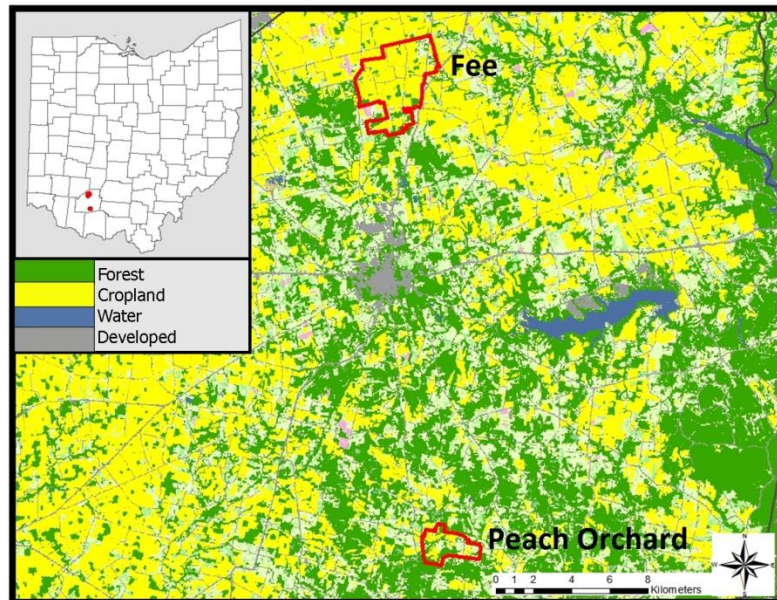 Fee
Forest
Cropland
Water
Developed
Peach Orchard
N
W E
S
0 1 2 4 6 8
Kilometers